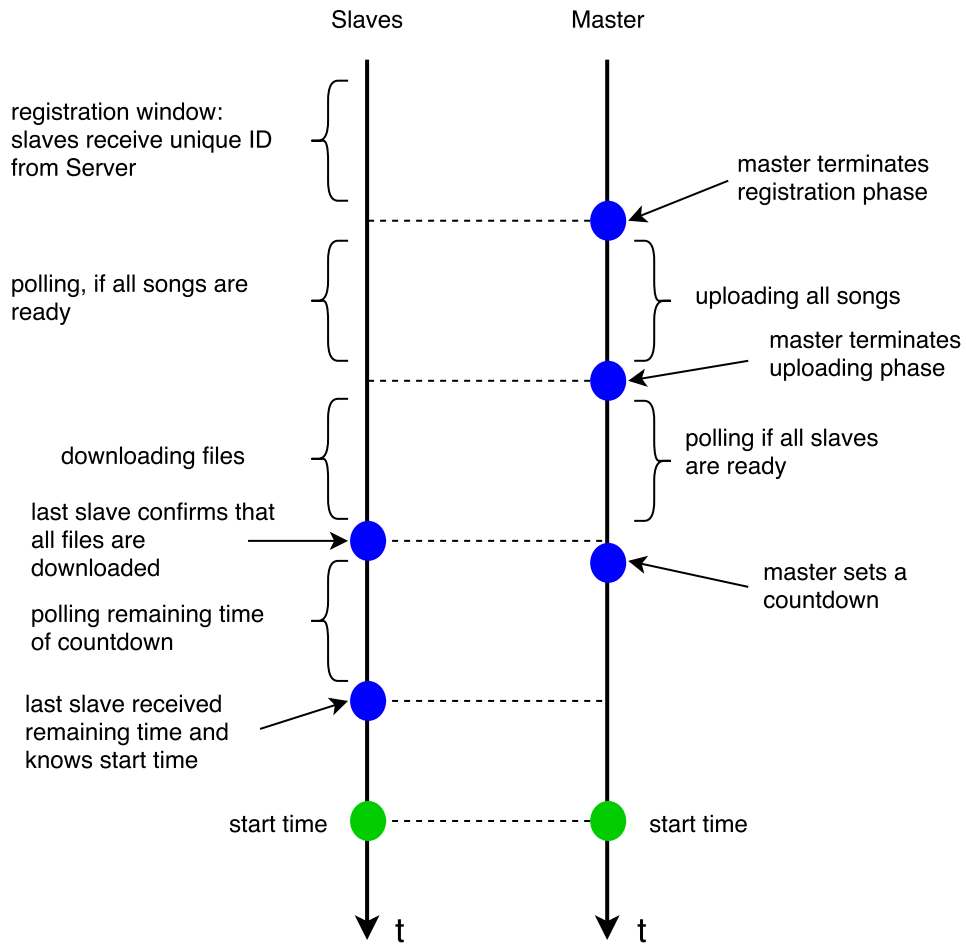 Slaves
Master
registration window:
slaves receive unique ID
from Server
master terminates
registration phase
polling, if all songs are
ready
uploading all songs
master terminates
uploading phase
downloading files
polling if all slaves
are ready
last slave confirms that
all files are
downloaded
master sets a
countdown
polling remaining time
of countdown
last slave received
remaining time and
knows start time
start time
start time
t
t